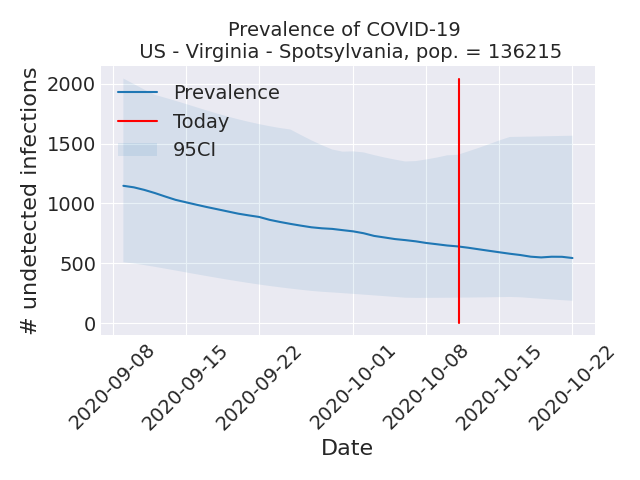 Prevalence of COVID-19
US - Virginia - Spotsylvania, pop. = 136215
# undetected infections
2000
1500
1000
500
0
Prevalence
Today
95CI
2020-09-08
2020-09-15
2020-09-22
2020-10-01
2020-10-08
2020-10-15
2020-10-22
Date